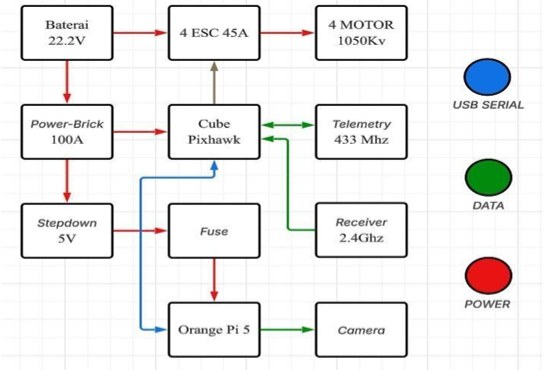 Baterai
22.2V
4 ESC 45A
4 MOTOR
1050Kv
USB SERIAL
Power-Brick
100A
Cube
Pixhawk
Telemetry
433 Mhz
DATA
Stepdown
5V
Fuse
Receiver
2.4Ghz
POWER
Orange Pi 5
Camera